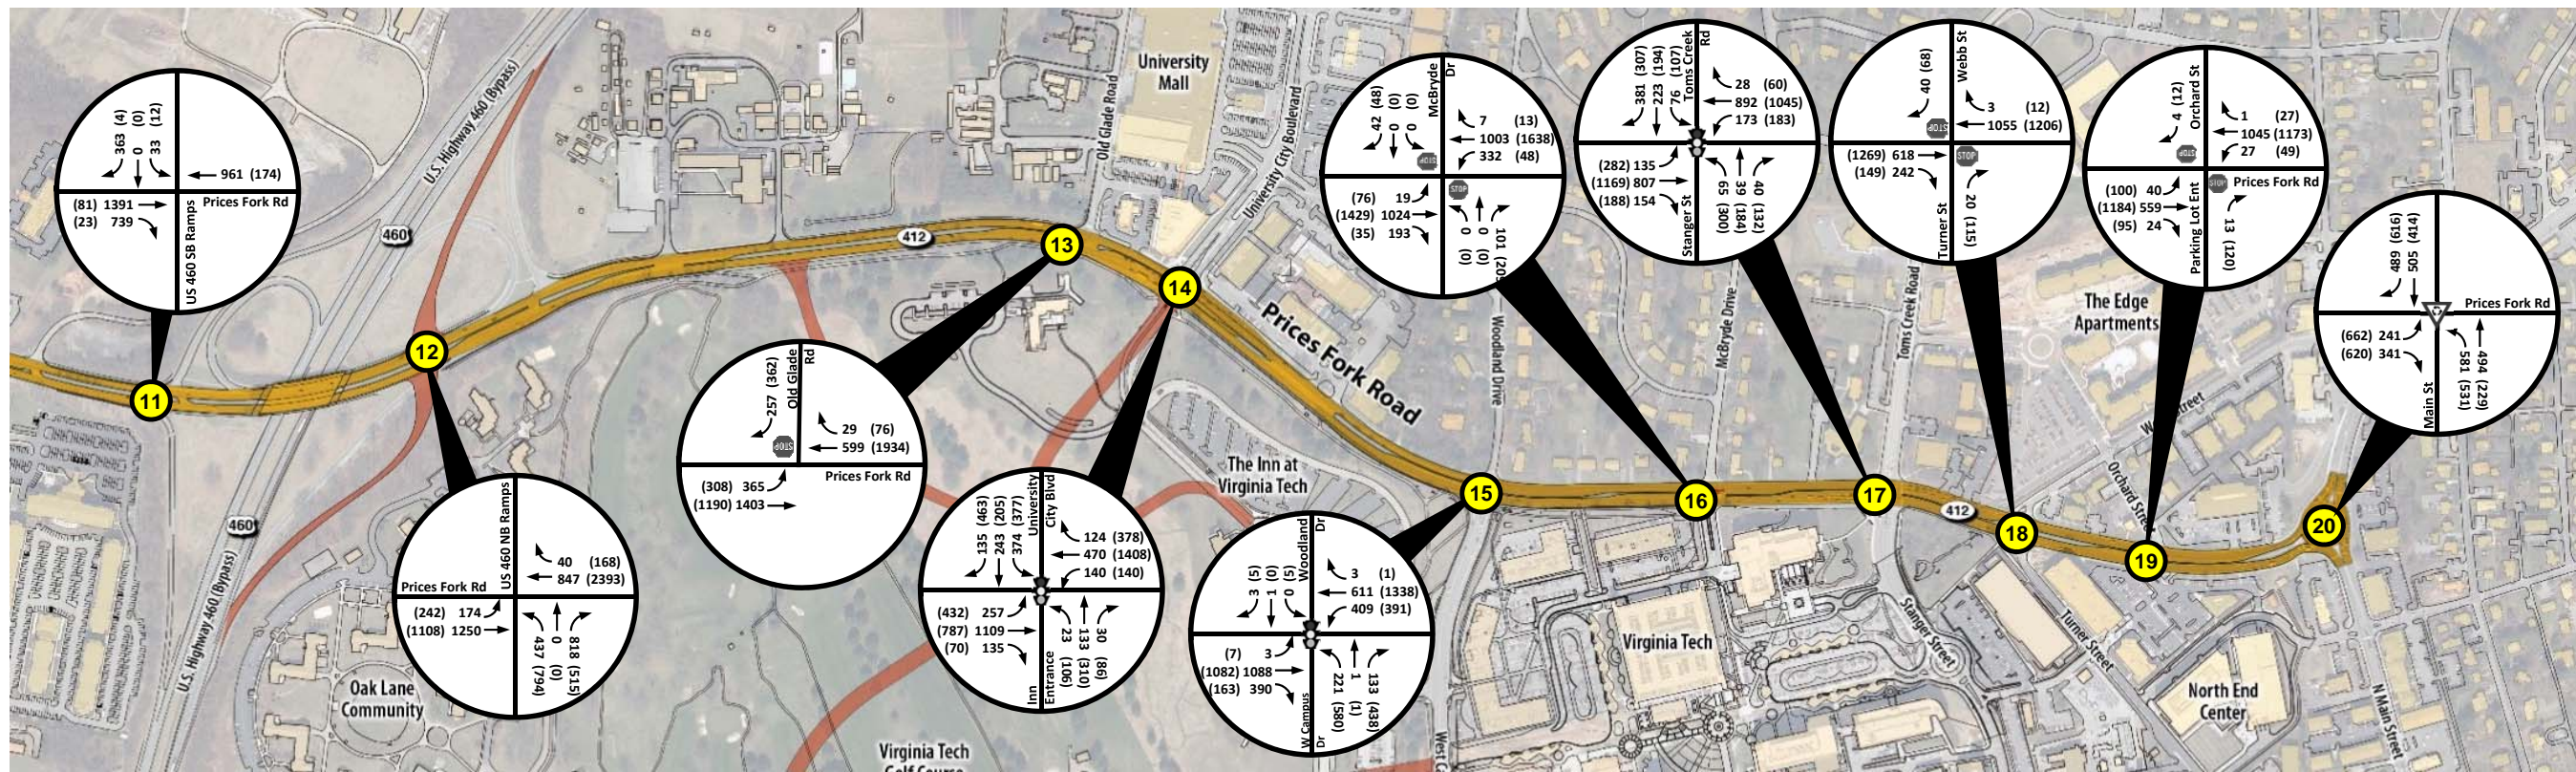 363 (4)
0 (0)
33 (12)
961 (174)
(81) 1391
(23) 739
Prices Fork Rd
US 460 SB Ramps
U.S. Highway 460 (Bypass)
460
460
U.S. Highway 460 (Bypass)
11
12
US 460 NB Ramps
40 (168)
847 (2393)
Prices Fork Rd
(242) 174
(1108) 1250
437 (794)
0 (0)
818 (515)
Oak Lane
Community
412
Old Glade Road
University
Mall
University City Boulevard
13
257 (362)
Old Glade
Rd
STOP
29 (76)
599 (1934)
(308) 365
(1190) 1403
Prices Fork Rd
14
135 (463)
243 (205)
374 (377)
University
City Blvd
124 (378)
470 (1408)
140 (140)
(432) 257
(787) 1109
(70) 135
Inn
Entrance
23 (106)
133 (310)
30 (86)
Virginia Tech
Golf Course
The Inn at
Virginia Tech
Prices Fork Road
15
3 (5)
1 (0)
0 (5)
Woodland
Dr
3 (1)
611 (1338)
409 (391)
(7) 3
(1082) 1088
(163) 390
W Campus
Dr
221 (580)
1 (1)
133 (438)
Woodland Drive
16
42 (48)
0 (0)
0 (0)
McBryde
Dr
STOP
7 (13)
1003 (1638)
332 (48)
(76) 19
(1429) 1024
(35) 193
STOP
0 (0)
0 (0)
101
McBryde Drive
17
381 (307)
223 (194)
76 (107)
Toms Creek
Rd
28 (60)
892 (1045)
173 (183)
(282) 135
(1169) 807
(188) 154
Stanger St
65 (300)
39 (184)
40 (132)
Toms Creek Road
412
18
40 (68)
Webb St
STOP
3 (12)
1055 (1206)
(1269) 618
(149) 242
STOP
Turner St
20 (115)
Virginia Tech
Stanger Street
Turner Street
The Edge
Apartments
Orchard Street
19
4 (12)
Orchard St
STOP
1 (27)
1045 (1173)
27 (49)
(100) 40
(1184) 559
(95) 24
STOP
Prices Fork Rd
Parking Lot Ent
13 (120)
North End
Center
N Main Street
20
489 (616)
505 (414)
Prices Fork Rd
(662) 241
(620) 341
Main St
581 (531)
494 (229)